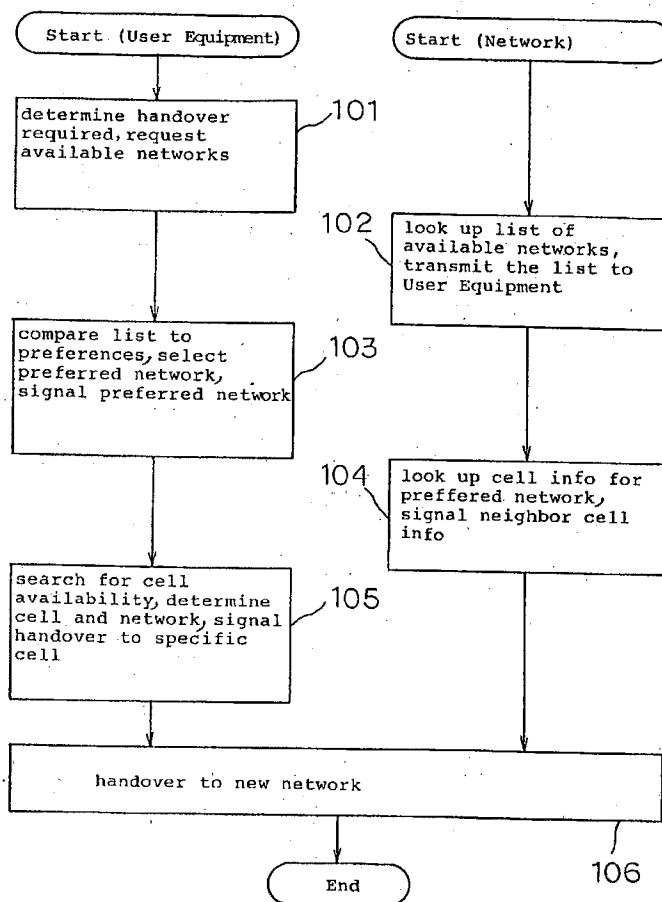 Start (User Equipment)
Start (Network)
determine handover
required, request
available networks
101
102
look up list of
available networks,
transmit the list to
User Equipment
compare list to
preferences, select
preferred network,
signal preferred network
103
104
look up cell info for
preffered network,
signal neighbor cell
info
search for cell
availability, determine
cell and network, signal
handover to specific
cell
105
handover to new network
106
End